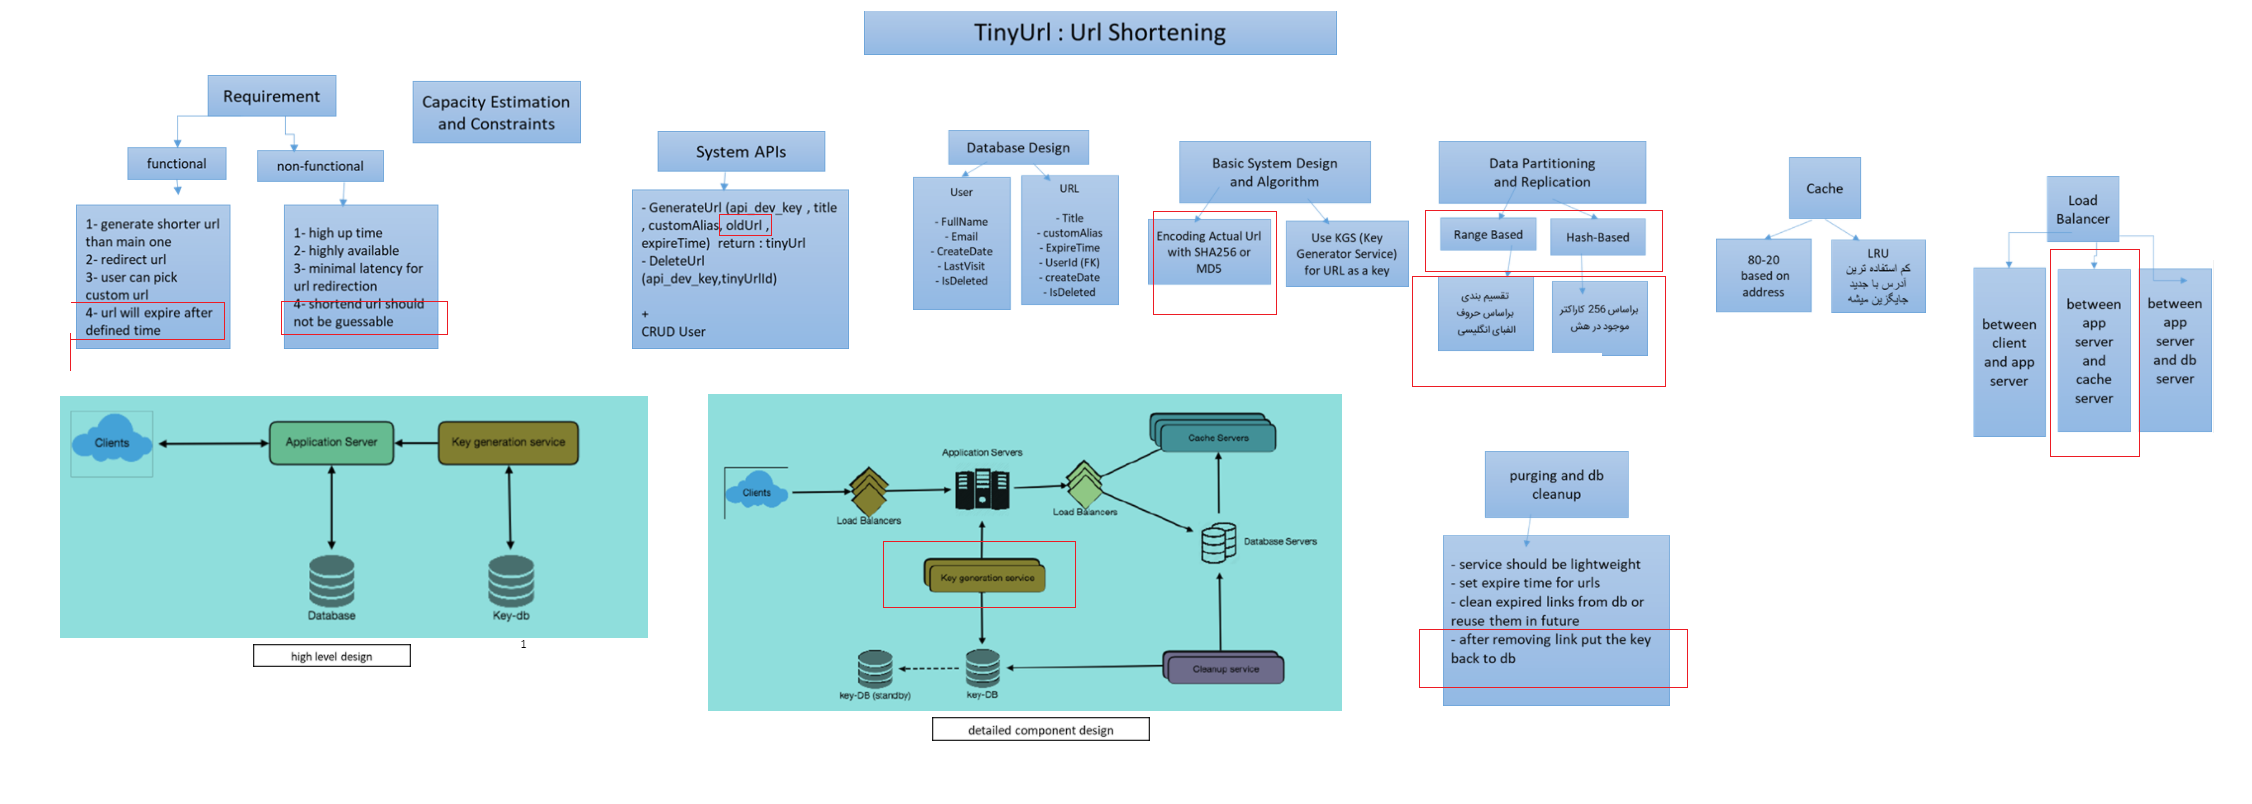 TinyUrl : Url Shortening
Requirement
functional
non-functional
1- generate shorter url
than main one
2- redirect url
3- user can pick
custom url
4- url will expire after
defined time
1- high up time
2- highly available
3- minimal latency for
url redirection
4- shortend url should
not be guessable
Capacity Estimation
and Constraints
System APIs
- GenerateUrl (api_dev_key , title
, customAlias, oldUrl ,
expireTime) return : tinyUrl
- DeleteUrl
(api_dev_key,tinyUrlId)
+
CRUD User
Database Design
User
- FullName
- Email
- CreateDate
- LastVisit
- IsDeleted
URL
- Title
- customAlias
- ExpireTime
- UserId (FK)
- createDate
- IsDeleted
Basic System Design
and Algorithm
Encoding Actual Url
with SHA256 or
MD5
Use KGS (Key
Generator Service)
for URL as a key
Data Partitioning
and Replication
Range Based
Hash-Based
تقسیم بندی
براساس حروف
الفبای انگلیسی
براساس 256 کاراکتر
موجود در هش
Cache
80-20
based on
address
LRU
کم استفاده ترین
آدرس با جدید
جایگزین میشه
Load
Balancer
between
client
and app
server
between
app
server
and
cache
server
between
app
server
and db
server
Clients
Application Server
Key generation service
Database
Key-db
high level design
1
Cache Servers
Application Servers
Clients
Load Balancers
Load Balancers
Database Servers
Key generation service
Cleanup service
key-DB (standby)
key-DB
detailed component design
purging and db
cleanup
- service should be lightweight
- set expire time for urls
- clean expired links from db or
reuse them in future
- after removing link put the key
back to db